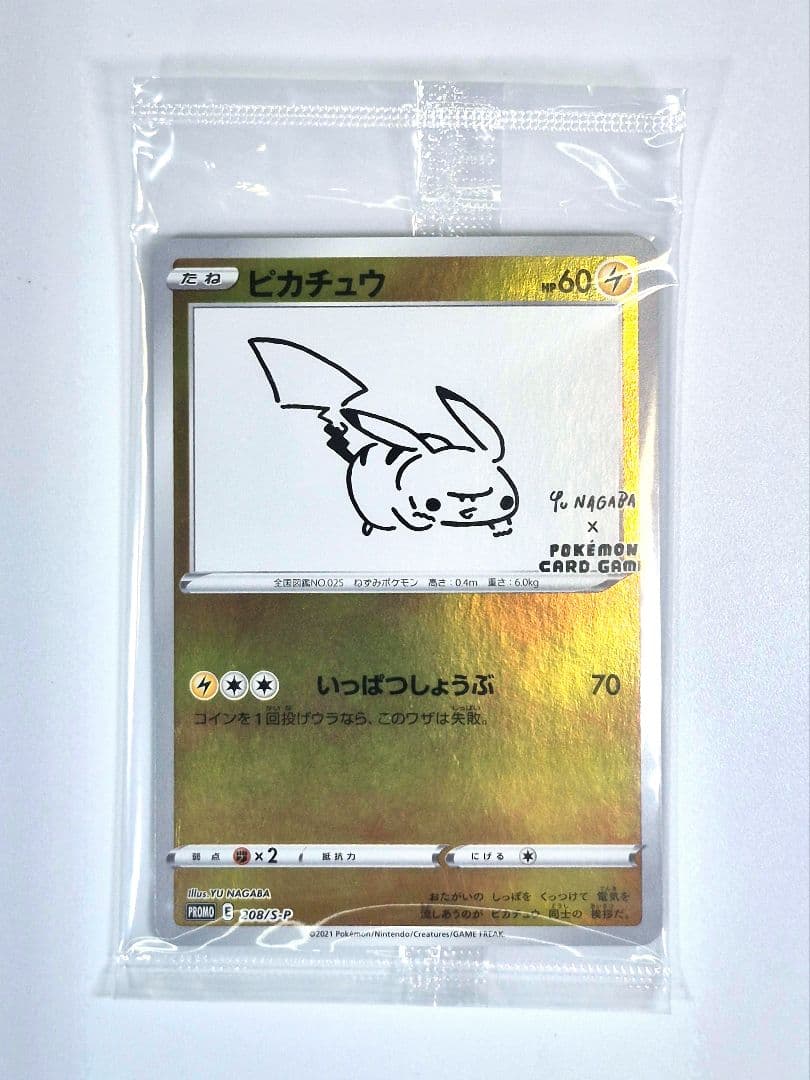 たね ピカチュウ HP60
Yu NAGABA
×
POKÉMON
CARD GAM
全国図鑑NO.025 ねずみポケモン 高さ：0.4m 重さ：6.0kg
いっぱつしょうぶ 70
コインを1回投げウラなら、このワザは失敗。
弱点 ×2 抵抗力 にげる
Illus. YU NAGABA
PROMO E 208/S-P
おたがいの しっぽを くっつけて 電気を
流しあうのが ピカチュウ 同士の 挨拶だ。
©2021 Pokémon/Nintendo/Creatures/GAME FREAK